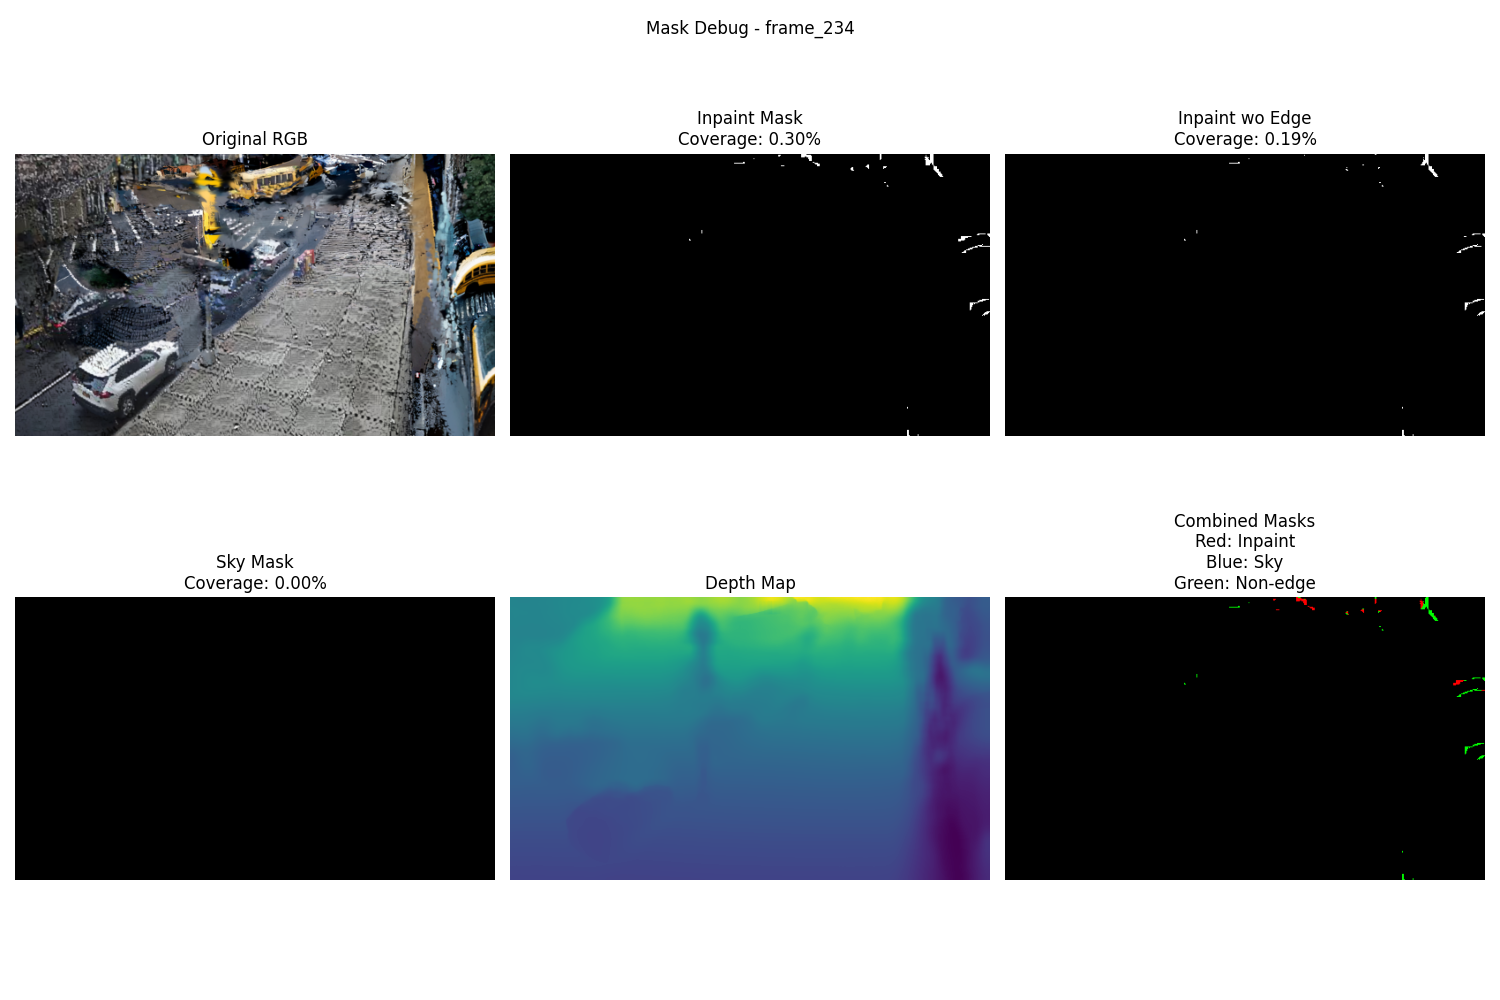 Mask Debug - frame_234
Original RGB
Inpaint Mask
Coverage: 0.30%
Inpaint wo Edge
Coverage: 0.19%
Sky Mask
Coverage: 0.00%
Depth Map
Combined Masks
Red: Inpaint
Blue: Sky
Green: Non-edge